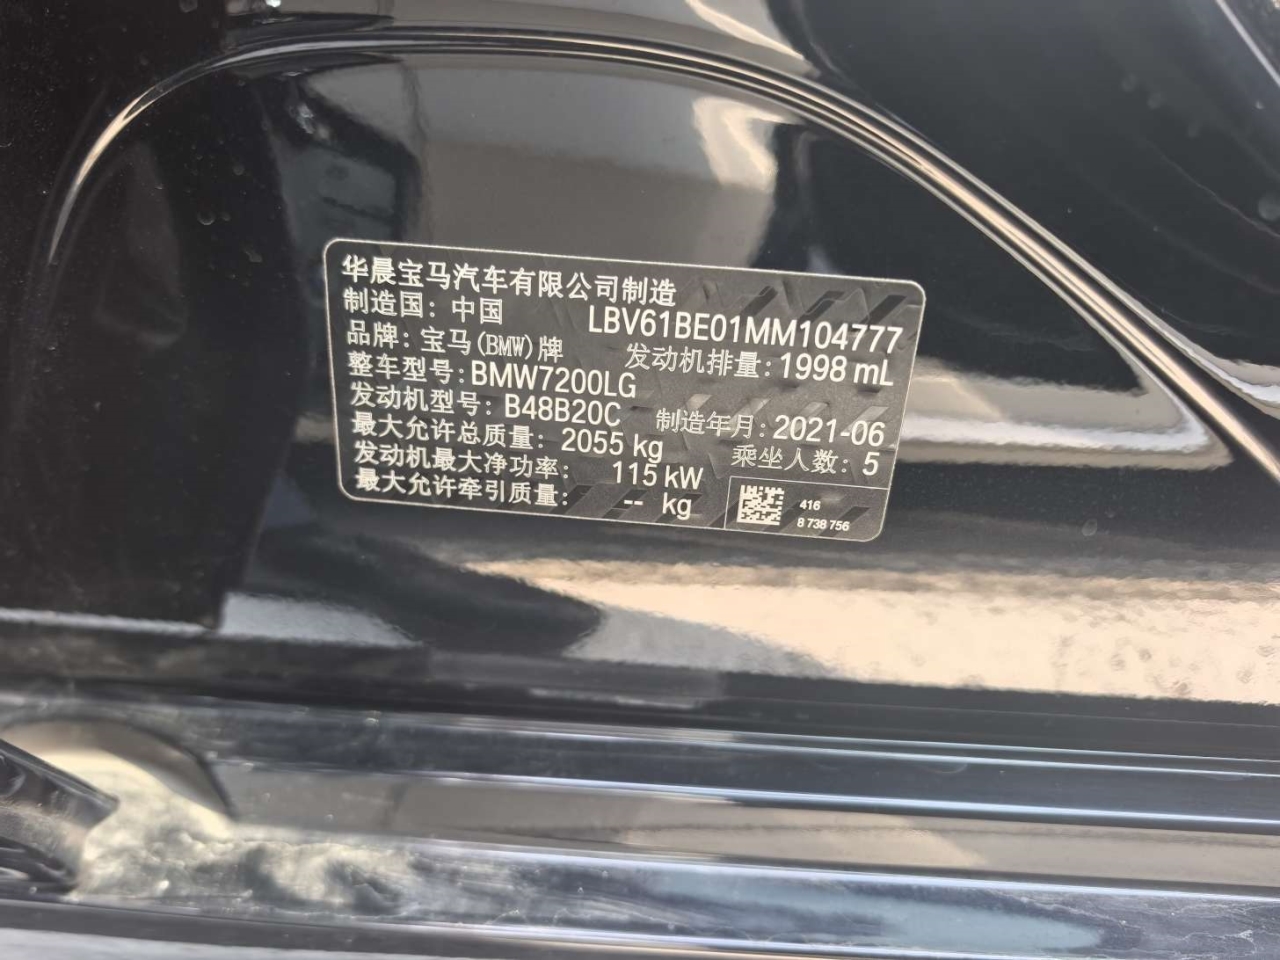 华晨宝马汽车有限公司制造
制造国: 中国 LBV61BE01MM104777
品牌: 宝马(BMW)牌 发动机排量: 1998 mL
整车型号: BMW7200LG
发动机型号: B48B20C 制造年月: 2021-06
最大允许总质量: 2055 kg 乘坐人数: 5
发动机最大净功率: 115 kW
最大允许牵引质量: -- kg
416
8 738 756